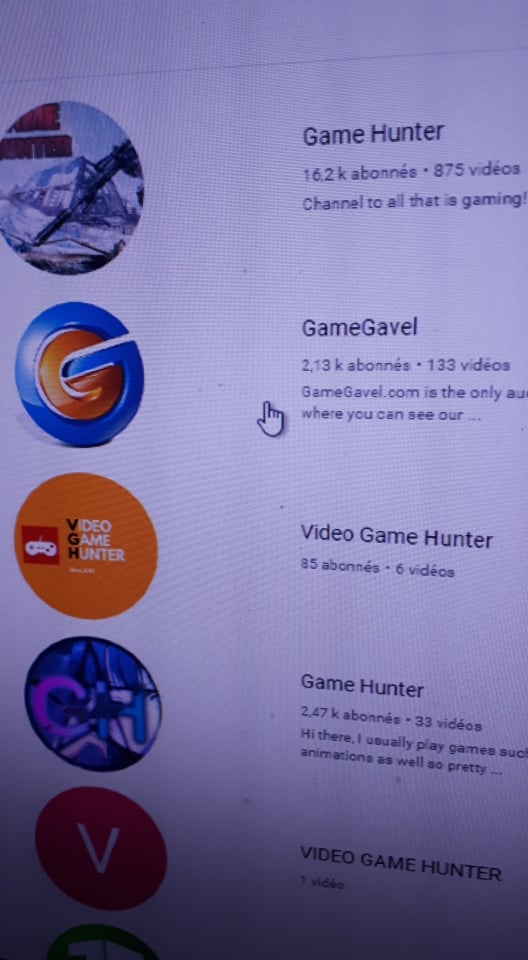 GAME
HUNTER
Game Hunter
16,2 k abonnés • 875 vidéos
Channel to all that is gaming!
G
GameGavel
2,13 k abonnés • 133 vidéos
GameGavel.com is the only au
where you can see our ...
VIDEO
GAME
HUNTER
Video Game Hunter
85 abonnés • 6 vidéos
GH
Game Hunter
2,47 k abonnés • 33 vidéos
Hi there, I usually play games such
animations as well so pretty ...
V
VIDEO GAME HUNTER
1 vidéo